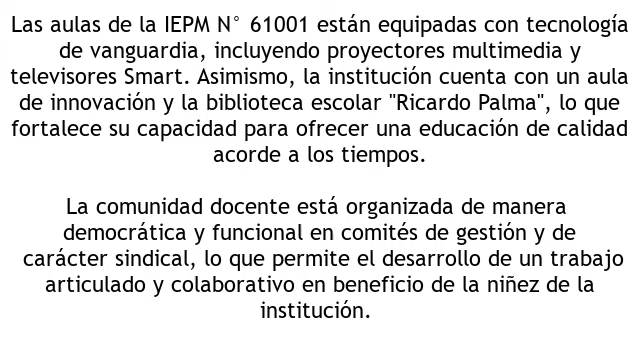 Las aulas de la IEPM N° 61001 están equipadas con tecnología
de vanguardia, incluyendo proyectores multimedia y
televisores Smart. Asimismo, la institución cuenta con un aula
de innovación y la biblioteca escolar "Ricardo Palma", lo que
fortalece su capacidad para ofrecer una educación de calidad
acorde a los tiempos.
La comunidad docente está organizada de manera
democrática y funcional en comités de gestión y de
carácter sindical, lo que permite el desarrollo de un trabajo
articulado y colaborativo en beneficio de la niñez de la
institución.